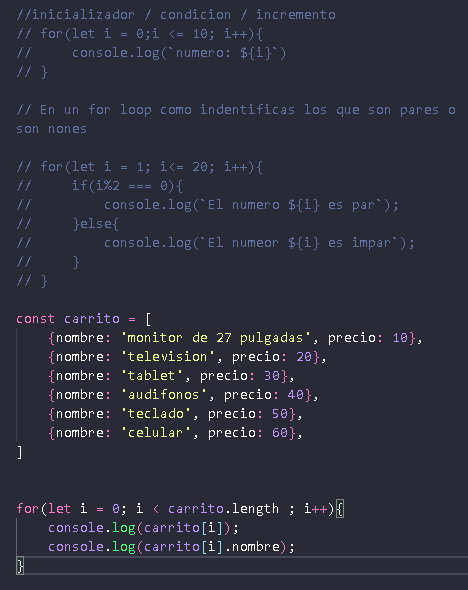 //inicializador / condicion / incremento
// for(let i = 0;i <= 10; i++){
//     console.log(`numero: ${i}`)
// }
// En un for loop como indentificas los que son pares o
son nones
// for(let i = 1; i<= 20; i++){
//     if(i%2 === 0){
//         console.log(`El numero ${i} es par`);
//     }else{
//         console.log(`El numeor ${i} es impar`);
//     }
// }
const carrito = [
    {nombre: 'monitor de 27 pulgadas', precio: 10},
    {nombre: 'television', precio: 20},
    {nombre: 'tablet', precio: 30},
    {nombre: 'audifonos', precio: 40},
    {nombre: 'teclado', precio: 50},
    {nombre: 'celular', precio: 60},
]
for(let i = 0; i < carrito.length ; i++){
    console.log(carrito[i]);
    console.log(carrito[i].nombre);
}